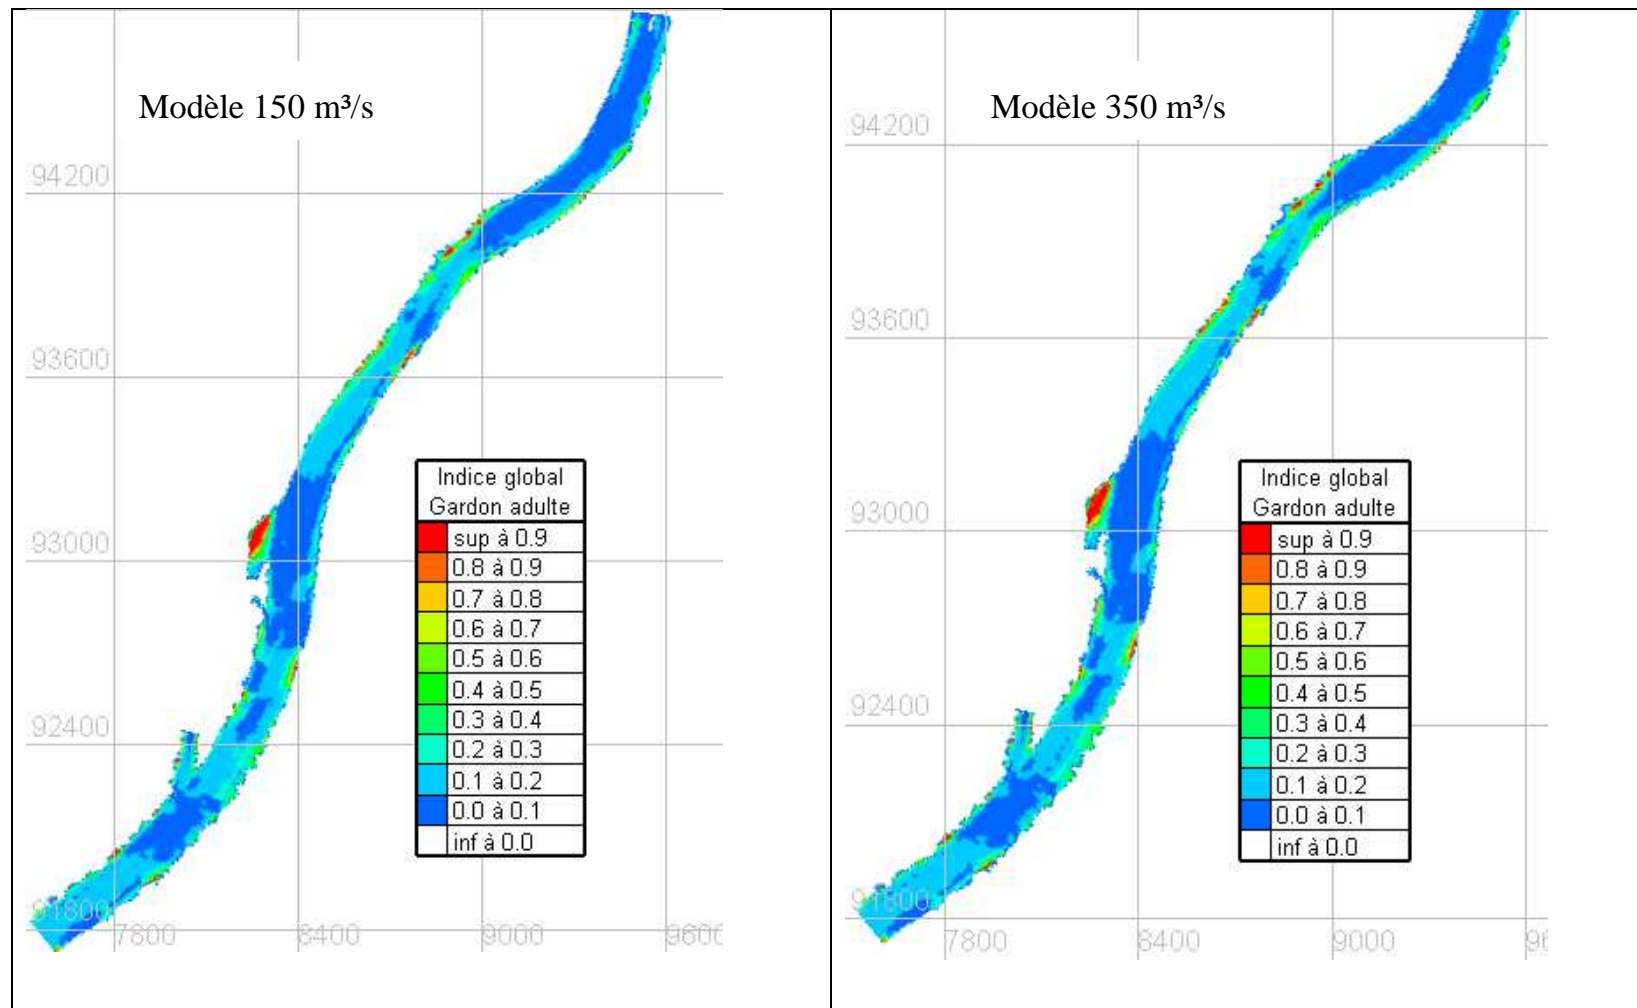 Modèle 150 m³/s
94200
93600
93000
92400
91800
7800
8400
9000
9600
Indice global
Gardon adulte
sup à 0.9
0.8 à 0.9
0.7 à 0.8
0.6 à 0.7
0.5 à 0.6
0.4 à 0.5
0.3 à 0.4
0.2 à 0.3
0.1 à 0.2
0.0 à 0.1
inf à 0.0
Modèle 350 m³/s
94200
93600
93000
92400
91800
7800
8400
9000
Indice global
Gardon adulte
sup à 0.9
0.8 à 0.9
0.7 à 0.8
0.6 à 0.7
0.5 à 0.6
0.4 à 0.5
0.3 à 0.4
0.2 à 0.3
0.1 à 0.2
0.0 à 0.1
inf à 0.0